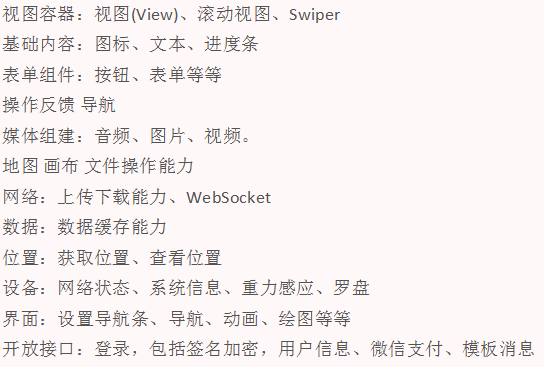 视图容器：视图(View)、滚动视图、Swiper
基础内容：图标、文本、进度条
表单组件：按钮、表单等等
操作反馈 导航
媒体组建：音频、图片、视频。
地图 画布 文件操作能力
网络：上传下载能力、WebSocket
数据：数据缓存能力
位置：获取位置、查看位置
设备：网络状态、系统信息、重力感应、罗盘
界面：设置导航条、导航、动画、绘图等等
开放接口：登录，包括签名加密，用户信息、微信支付、模板消息